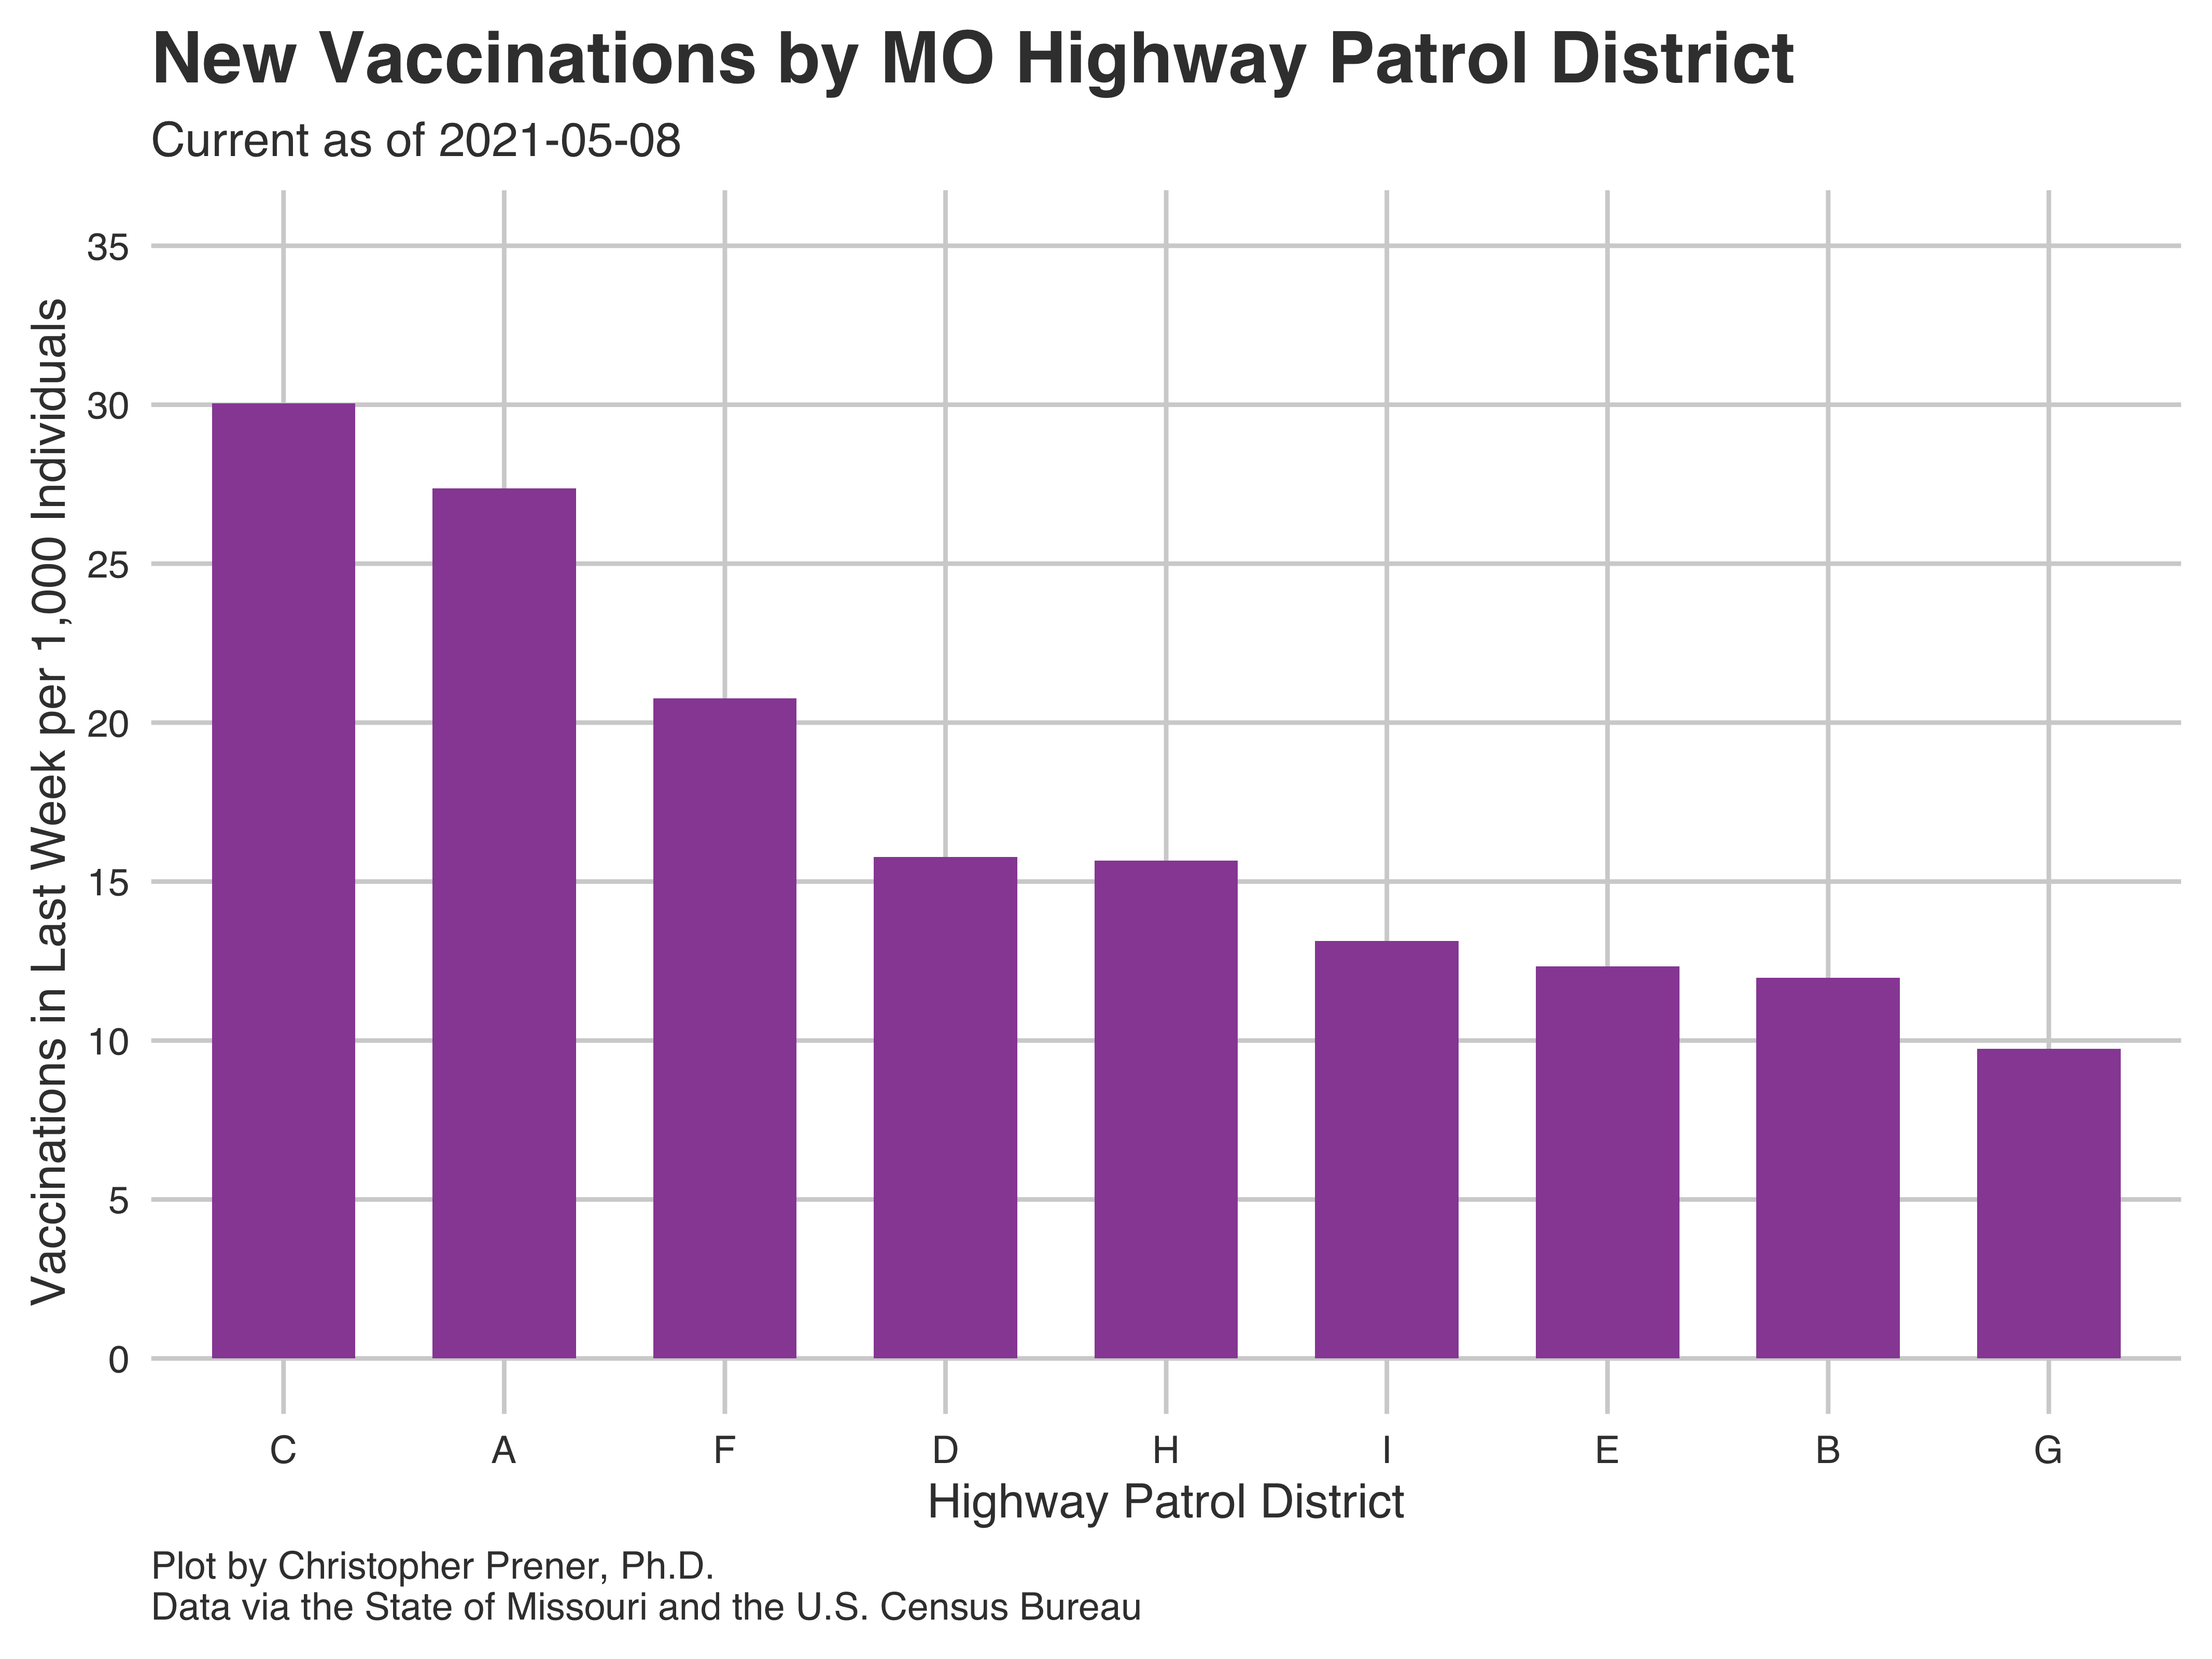 New Vaccinations by MO Highway Patrol District
Current as of 2021-05-08
Vaccinations in Last Week per 1,000 Individuals
35
30
25
20
15
10
5
0
C A F D H I E B G
Highway Patrol District
Plot by Christopher Prener, Ph.D.
Data via the State of Missouri and the U.S. Census Bureau